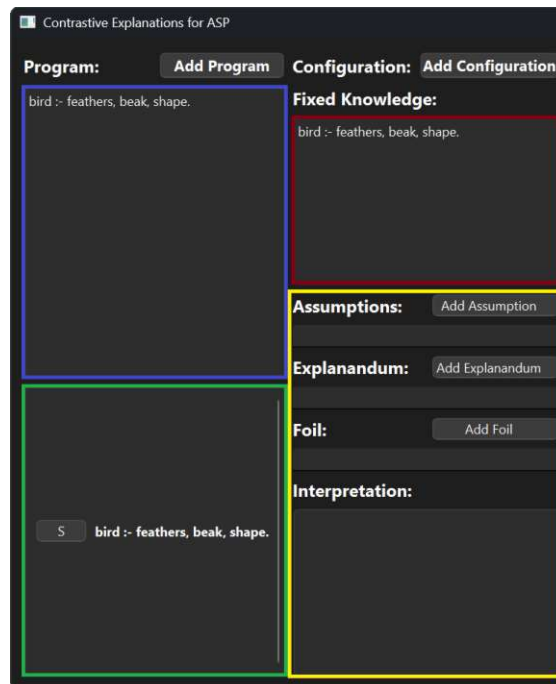 Contrastive Explanations for ASP
Program:
Add Program
bird :- feathers, beak, shape.
S
bird :- feathers, beak, shape.
Configuration:
Add Configuration
Fixed Knowledge:
bird :- feathers, beak, shape.
Assumptions:
Add Assumption
Explanandum:
Add Explanandum
Foil:
Add Foil
Interpretation: